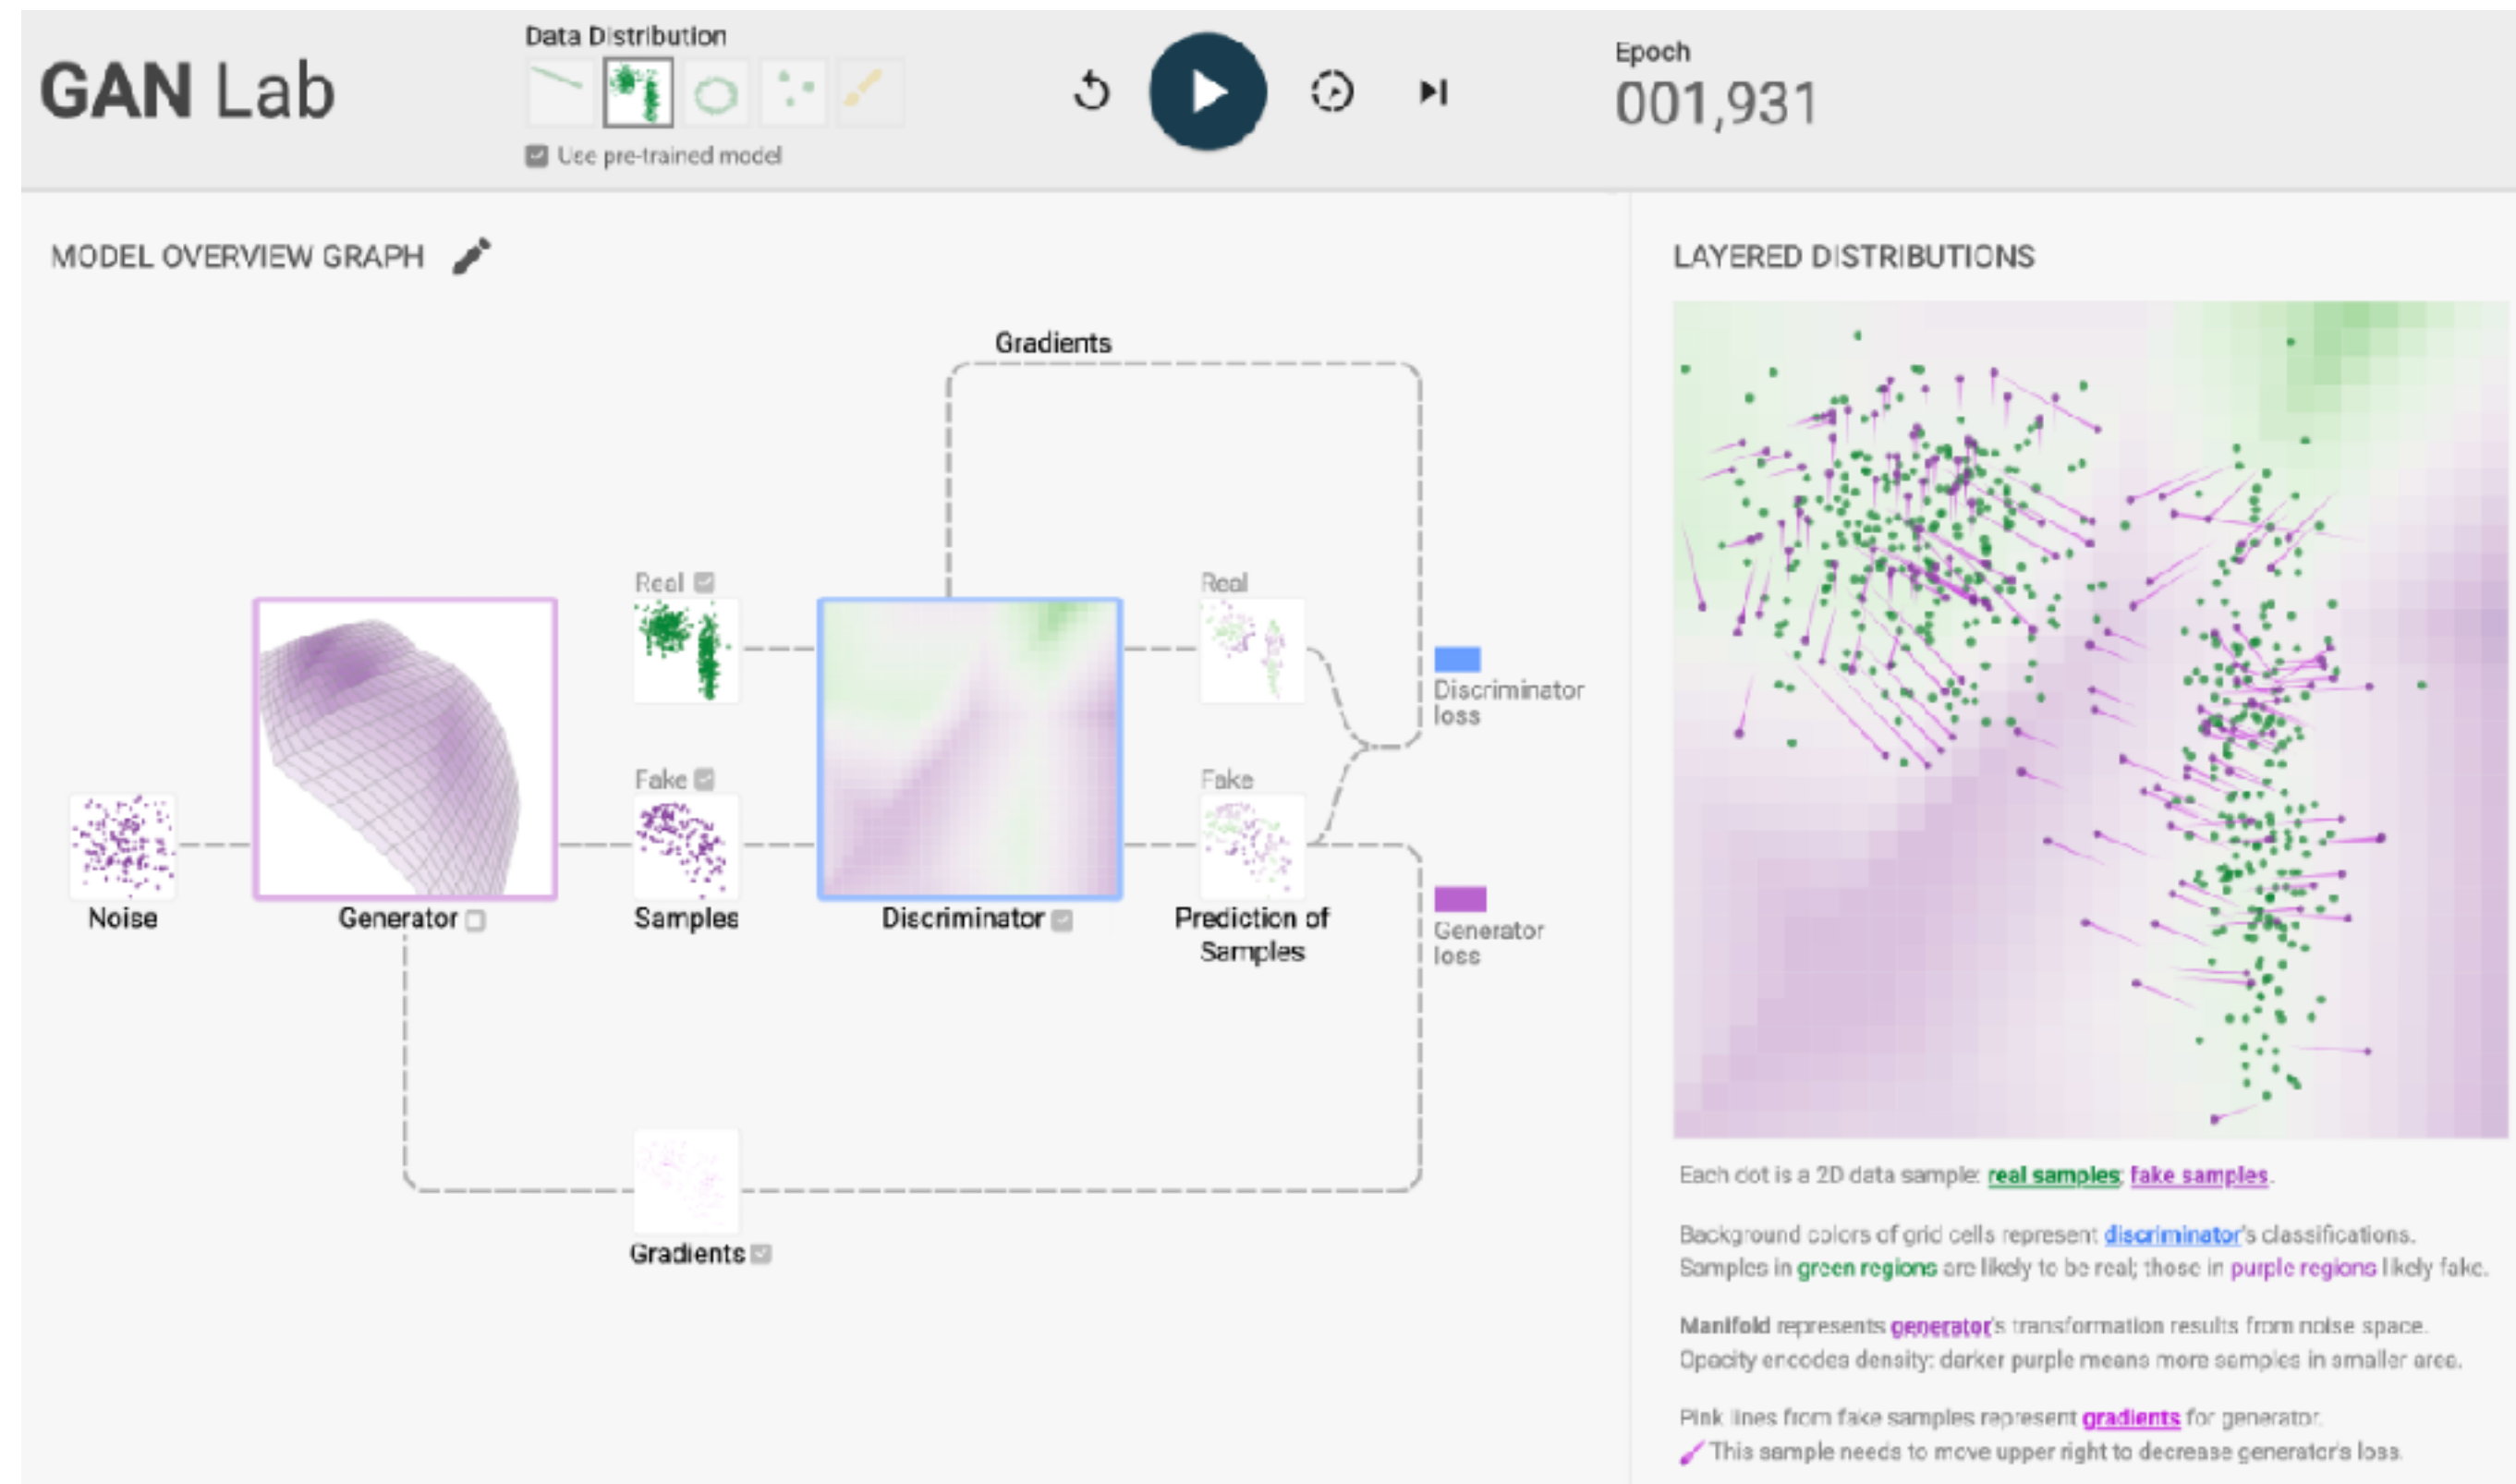 GAN Lab
Data Distribution
Use pre-trained model
Epoch
001,931
MODEL OVERVIEW GRAPH
Gradients
Real
Fake
Noise
Generator
Samples
Discriminator
Real
Fake
Prediction of
Samples
Discriminator
loss
Generator
loss
Gradients
LAYERED DISTRIBUTIONS
Each dot is a 2D data sample: real samples; fake samples.
Background colors of grid cells represent discriminator's classifications.
Samples in green regions are likely to be real; those in purple regions likely fake.
Manifold represents generator's transformation results from noise space.
Opacity encodes density: darker purple means more samples in smaller area.
Pink lines from fake samples represent gradients for generator.
This sample needs to move upper right to decrease generator's loss.